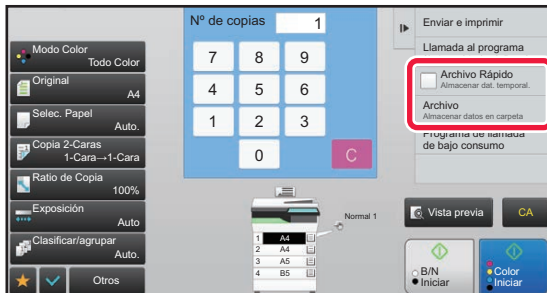 Nº de copias 1
Modo Color
Todo Color
Original
A4
Selec. Papel
Auto.
Copia 2-Caras
1-Cara→1-Cara
Ratio de Copia
100%
Exposición
Auto
Clasificar/agrupar
Auto.
Otros
7 8 9
4 5 6
1 2 3
0 C
Normal 1
1 A4
2 A4
3 A5
4 B5
Enviar e imprimir
Llamada al programa
Archivo Rápido
Almacenar dat. temporal.
Archivo
Almacenar datos en carpeta
Programa de llamada
de bajo consumo
Vista previa
CA
B/N
Iniciar
Color
Iniciar